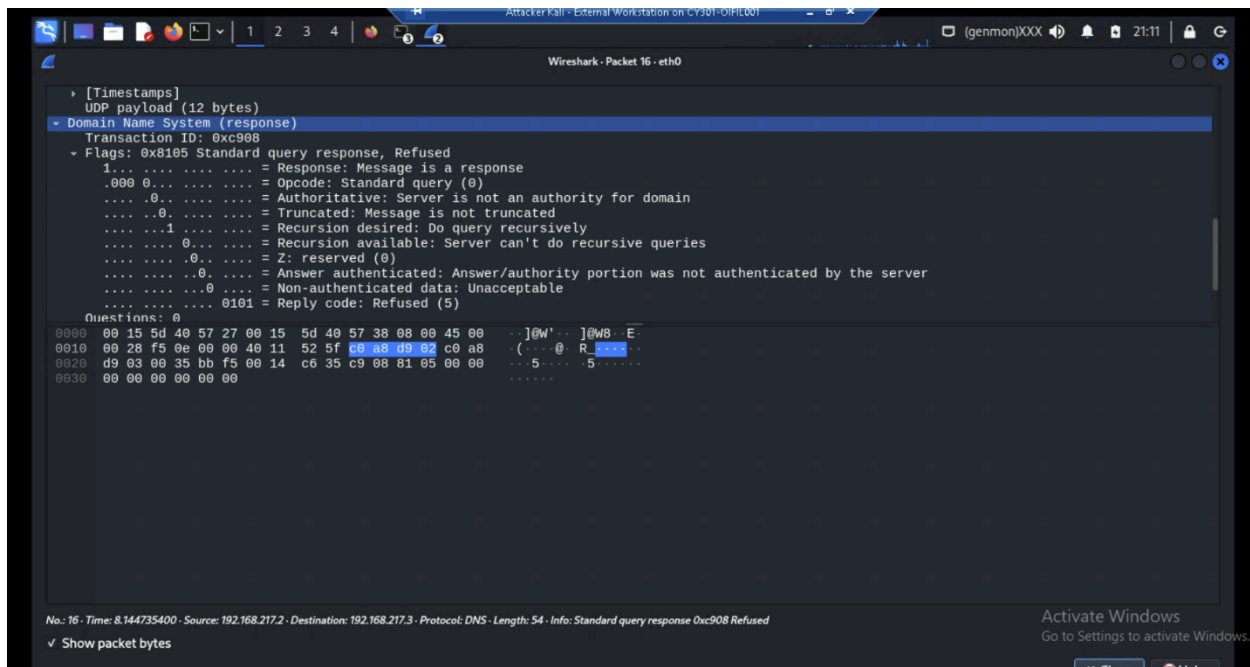 Attacker Kali - External Workstation on CY301-OIFIL001
1 2 3 4 3 2 (genmon)XXX 21:11
Wireshark · Packet 16 · eth0
[Timestamps]
UDP payload (12 bytes)
Domain Name System (response)
Transaction ID: 0xc908
Flags: 0x8105 Standard query response, Refused
1... .... .... .... = Response: Message is a response
.000 0... .... .... = Opcode: Standard query (0)
.... .0.. .... .... = Authoritative: Server is not an authority for domain
.... ..0. .... .... = Truncated: Message is not truncated
.... ...1 .... .... = Recursion desired: Do query recursively
.... .... 0... .... = Recursion available: Server can't do recursive queries
.... .... .0.. .... = Z: reserved (0)
.... .... ..0. .... = Answer authenticated: Answer/authority portion was not authenticated by the server
.... .... ...0 .... = Non-authenticated data: Unacceptable
.... .... .... 0101 = Reply code: Refused (5)
Questions: 0
0000 00 15 5d 40 57 27 00 15 5d 40 57 38 08 00 45 00 ··]@W'·· ]@W8··E·
0010 00 28 f5 0e 00 00 40 11 52 5f c0 a8 d9 02 c0 a8 ·(····@· R_······
0020 d9 03 00 35 bb f5 00 14 c6 35 c9 08 81 05 00 00 ···5···· ·5······
0030 00 00 00 00 00 00 ······
No.: 16 · Time: 8.144735400 · Source: 192.168.217.2 · Destination: 192.168.217.3 · Protocol: DNS · Length: 54 · Info: Standard query response 0xc908 Refused
Show packet bytes
Activate Windows
Go to Settings to activate Windows.